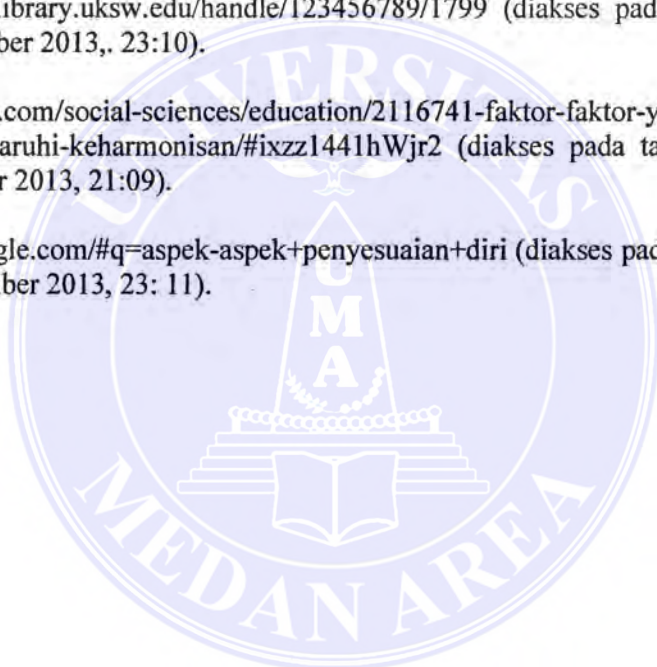 library.uksw.edu/handle/123456789/1799 (diakses pad
ber 2013,. 23:10).
.com/social-sciences/education/2116741-faktor-faktor-y
aruhi-keharmonisan/#ixzz1441hWjr2 (diakses pada ta
r 2013, 21:09).
gle.com/#q=aspek-aspek+penyesuaian+diri (diakses pad
ber 2013, 23: 11).
UNIVERSITAS
UMA
MEDAN AREA